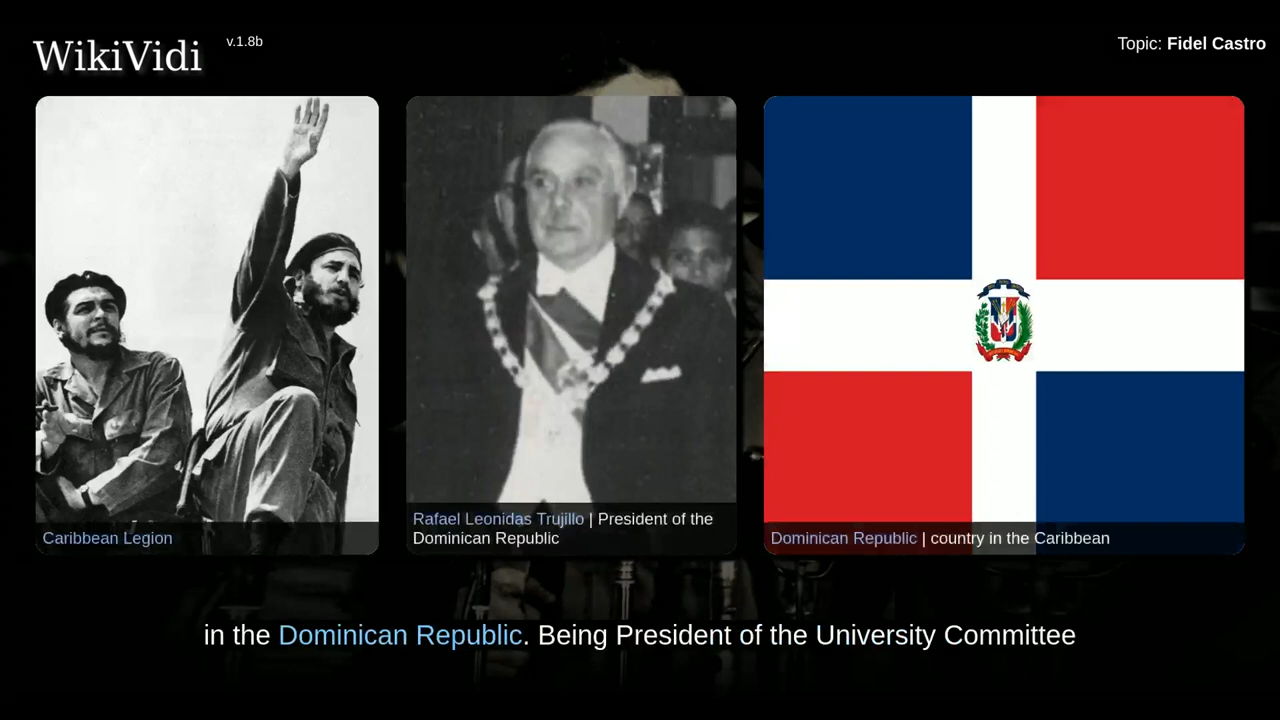 WikiVidi v.1.8b
Topic: Fidel Castro
Caribbean Legion
Rafael Leonidas Trujillo | President of the
Dominican Republic
Dominican Republic | country in the Caribbean
in the Dominican Republic. Being President of the University Committee